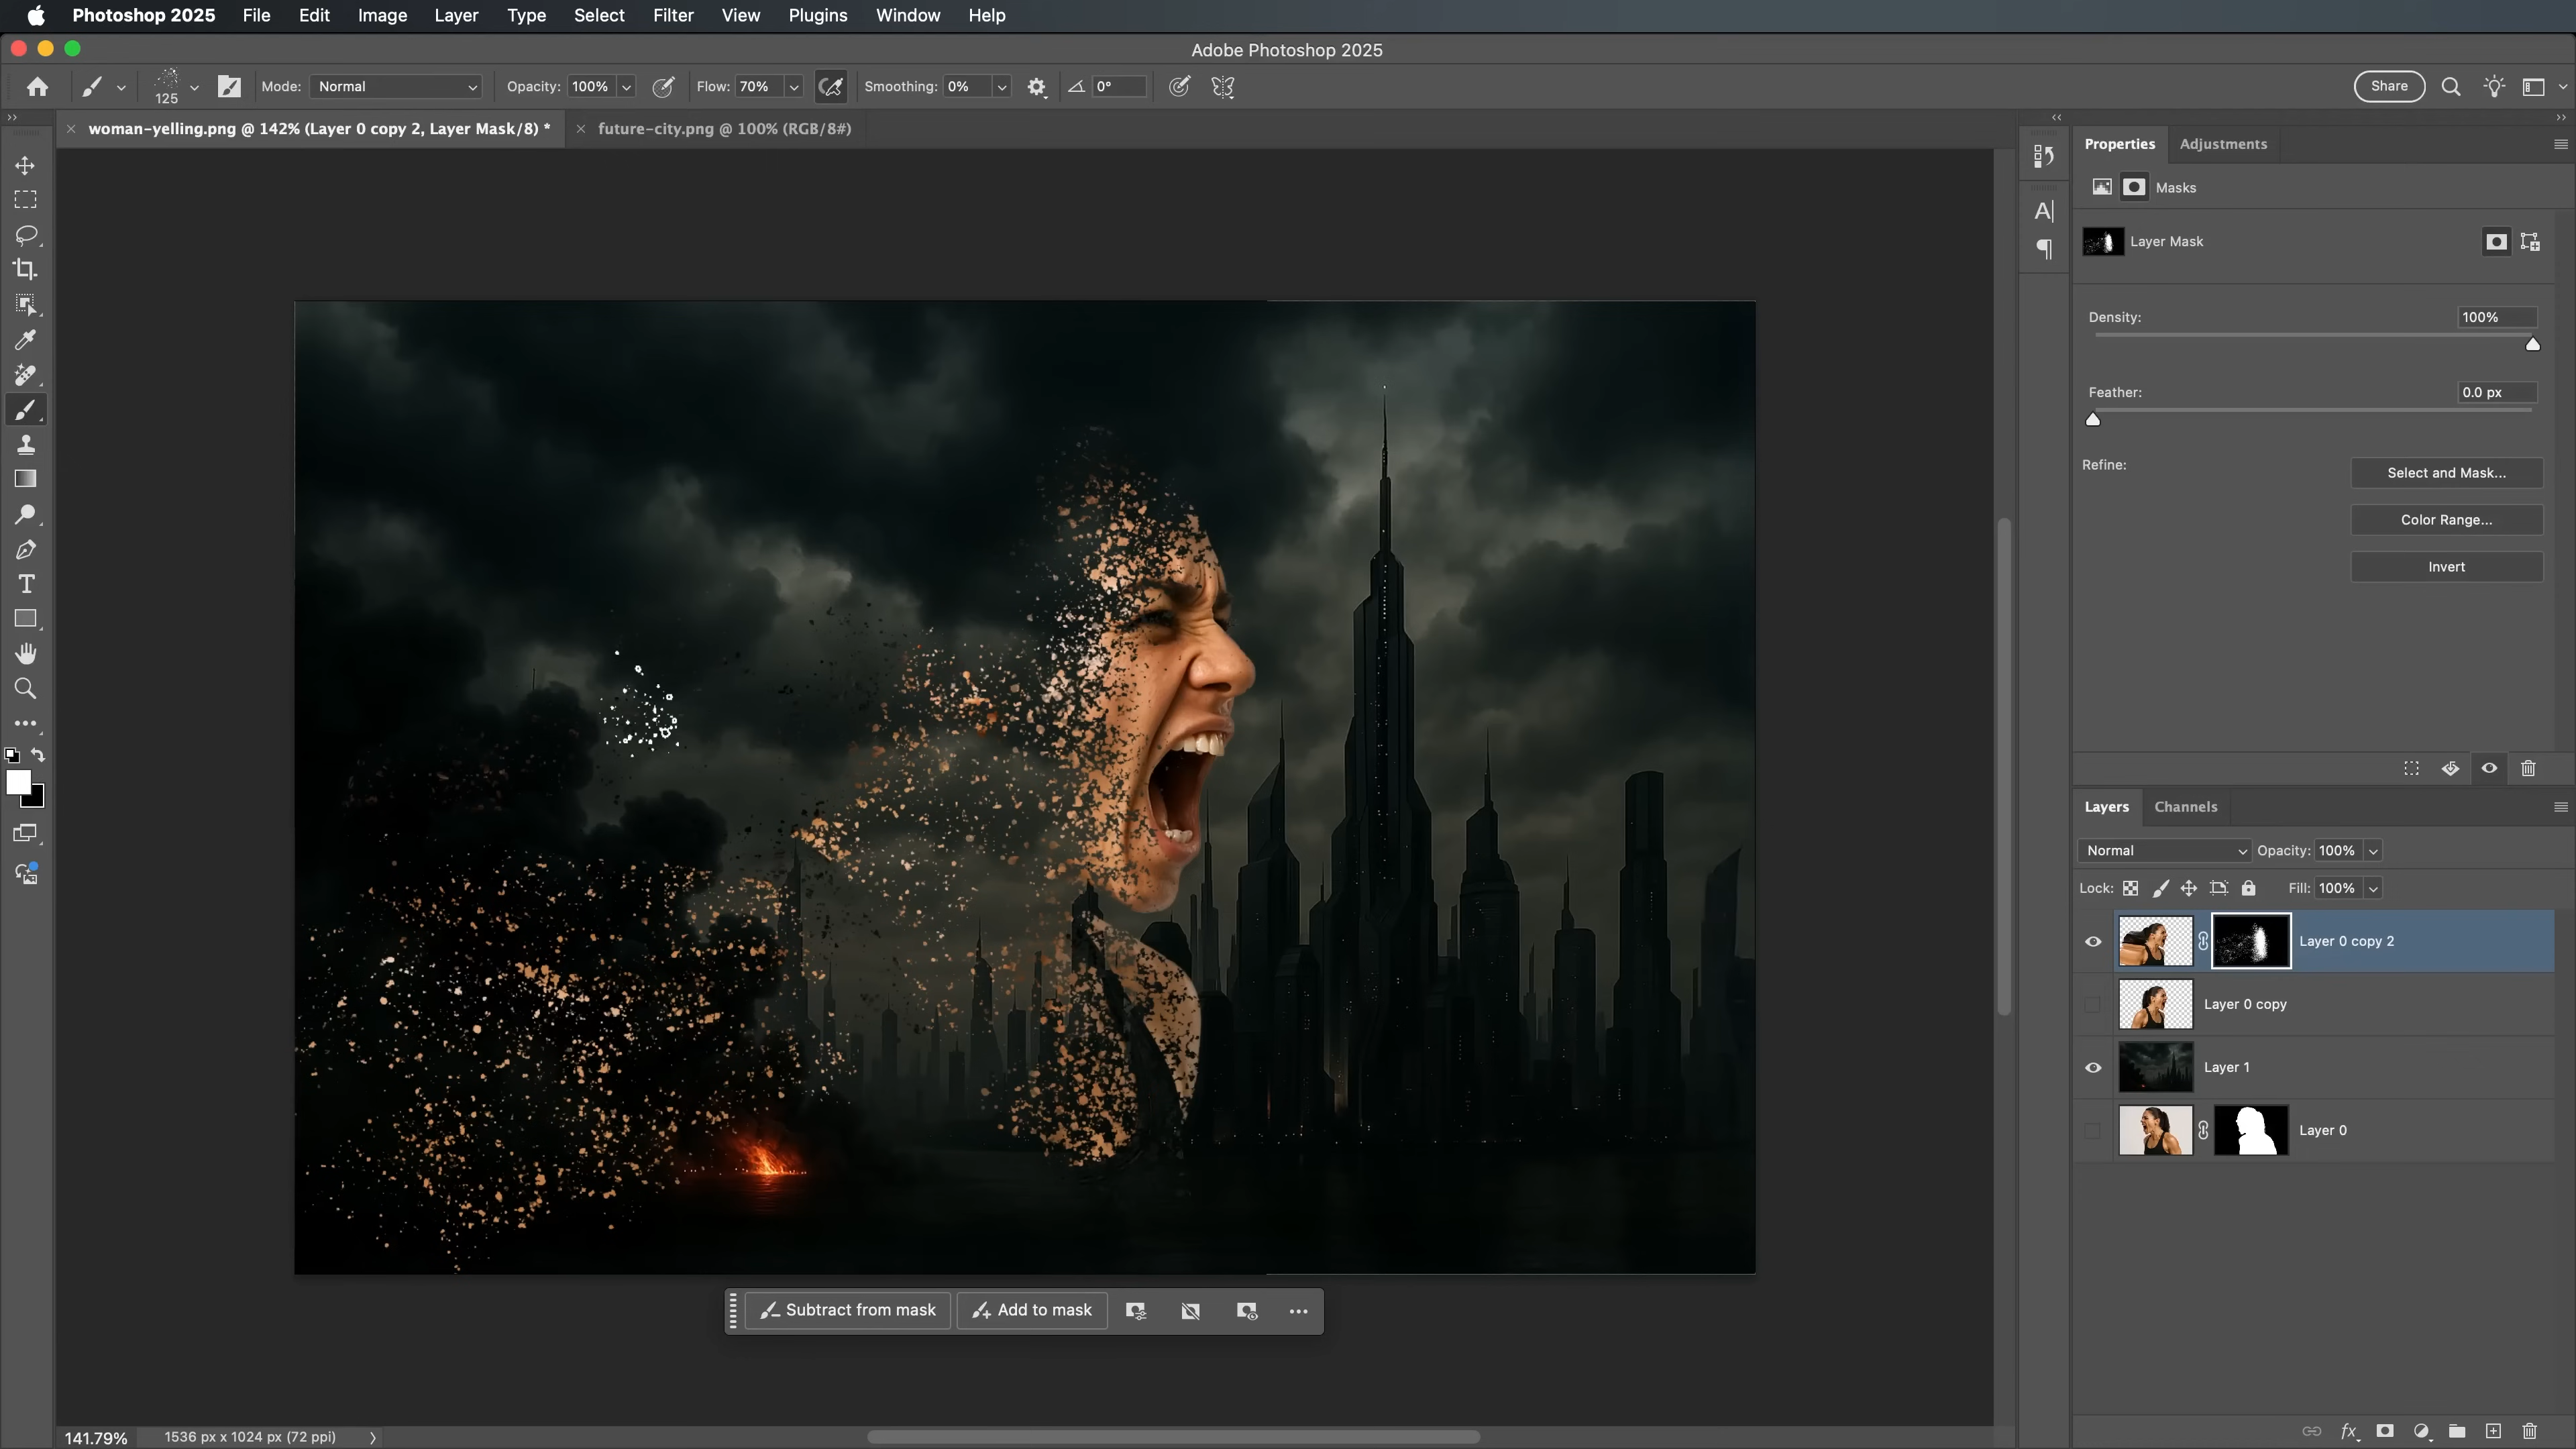 Photoshop 2025 File Edit Image Layer Type Select Filter View Plugins Window Help
Adobe Photoshop 2025
125 Mode: Normal Opacity: 100% Flow: 70% Smoothing: 0% 0° Share
woman-yelling.png @ 142% (Layer 0 copy 2, Layer Mask/8) * future-city.png @ 100% (RGB/8#)
Properties Adjustments
Masks
Layer Mask
Density: 100%
Feather: 0.0 px
Refine: Select and Mask...
Color Range...
Invert
Layers Channels
Normal Opacity: 100%
Lock: Fill: 100%
Layer 0 copy 2
Layer 0 copy
Layer 1
Layer 0
Subtract from mask Add to mask
141.79% 1536 px x 1024 px (72 ppi)